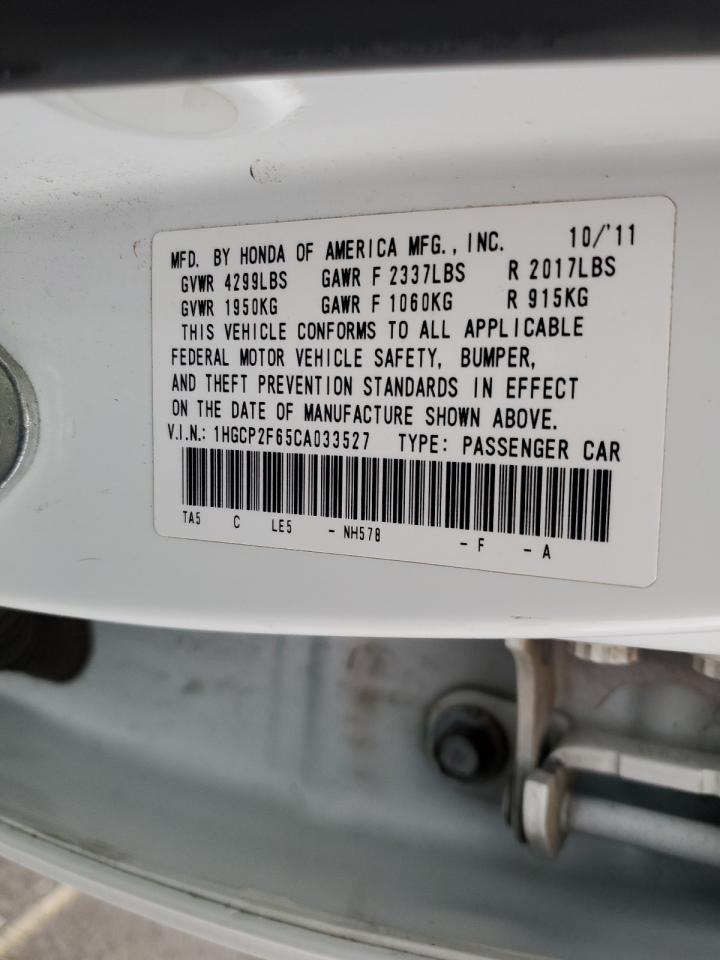 MFD. BY HONDA OF AMERICA MFG., INC. 10/'11
GVWR 4299LBS GAWR F 2337LBS R 2017LBS
GVWR 1950KG GAWR F 1060KG R 915KG
THIS VEHICLE CONFORMS TO ALL APPLICABLE
FEDERAL MOTOR VEHICLE SAFETY, BUMPER,
AND THEFT PREVENTION STANDARDS IN EFFECT
ON THE DATE OF MANUFACTURE SHOWN ABOVE.
V.I.N.: 1HGCP2F65CA033527 TYPE: PASSENGER CAR
TA5 C LE5 - NH578 - F - A